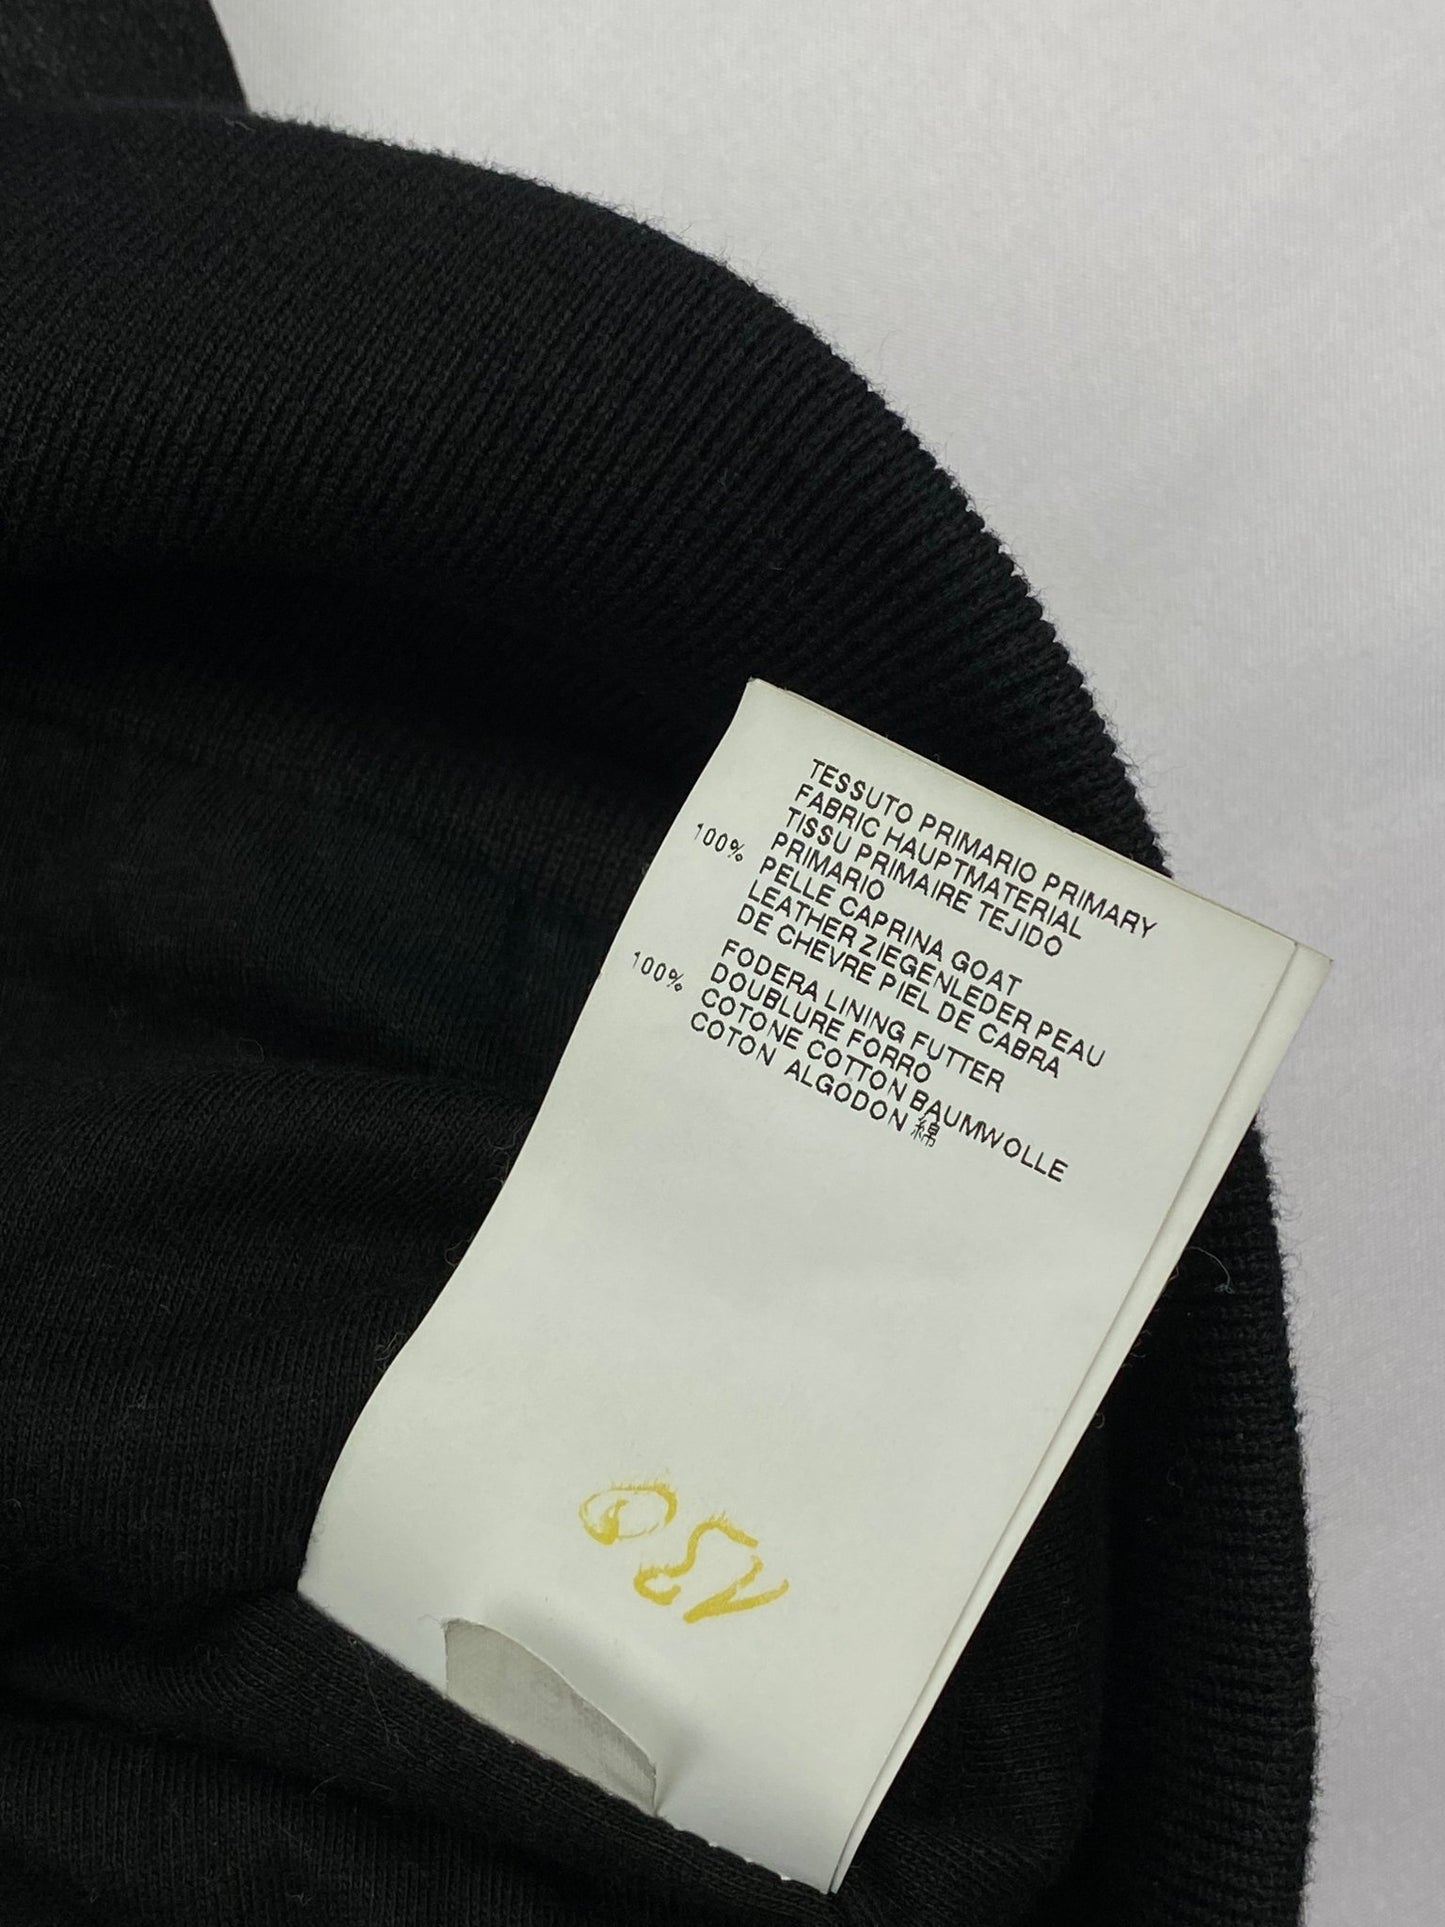 TESSUTO PRIMARIO PRIMARY
FABRIC HAUPTMATERIAL
TISSU PRIMAIRE TEJIDO
PRIMARIO
100% PELLE CAPRINA GOAT
LEATHER ZIEGENLEDER PEAU
DE CHEVRE PIEL DE CABRA
FODERA LINING FUTTER
DOUBLURE FORRO
100% COTONE COTTON BAUMWOLLE
COTON ALGODON 綿